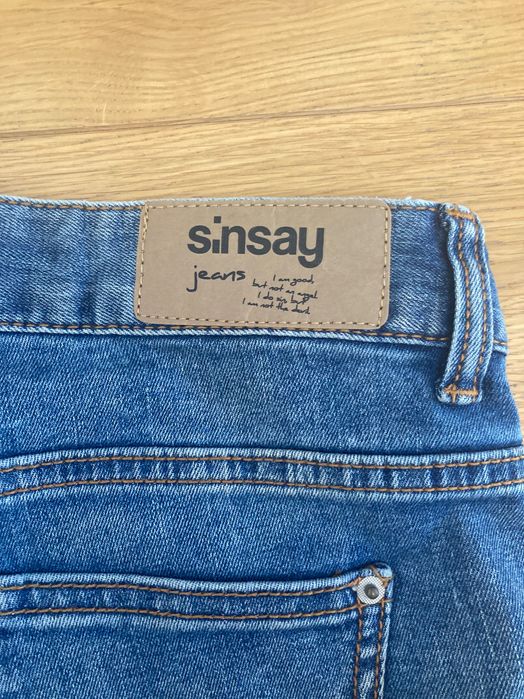 sinsay
jeans
I am good,
but not an angel
I do sin, but
I am not the devil